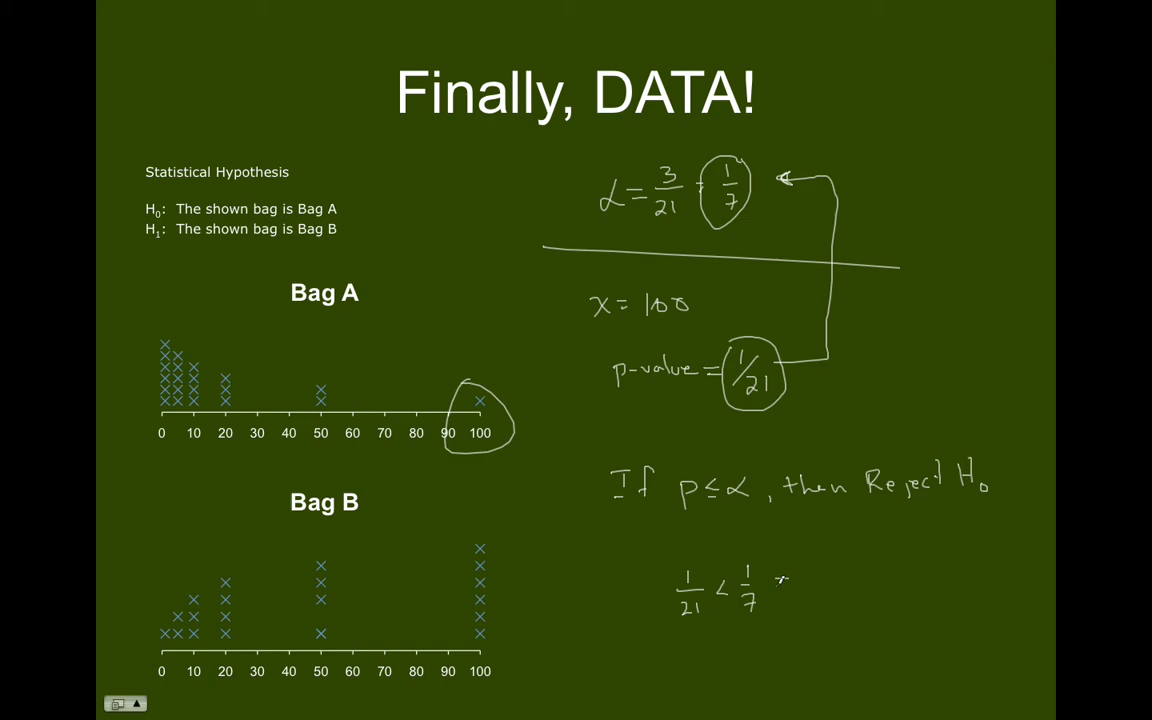 Finally, DATA!
Statistical Hypothesis
H0: The shown bag is Bag A
H1: The shown bag is Bag B
α = 3/21 = 1/7
Bag A
x = 100
p-value = 1/21
0 10 20 30 40 50 60 70 80 90 100
If p ≤ α, then Reject H0
Bag B
1/21 < 1/7
0 10 20 30 40 50 60 70 80 90 100